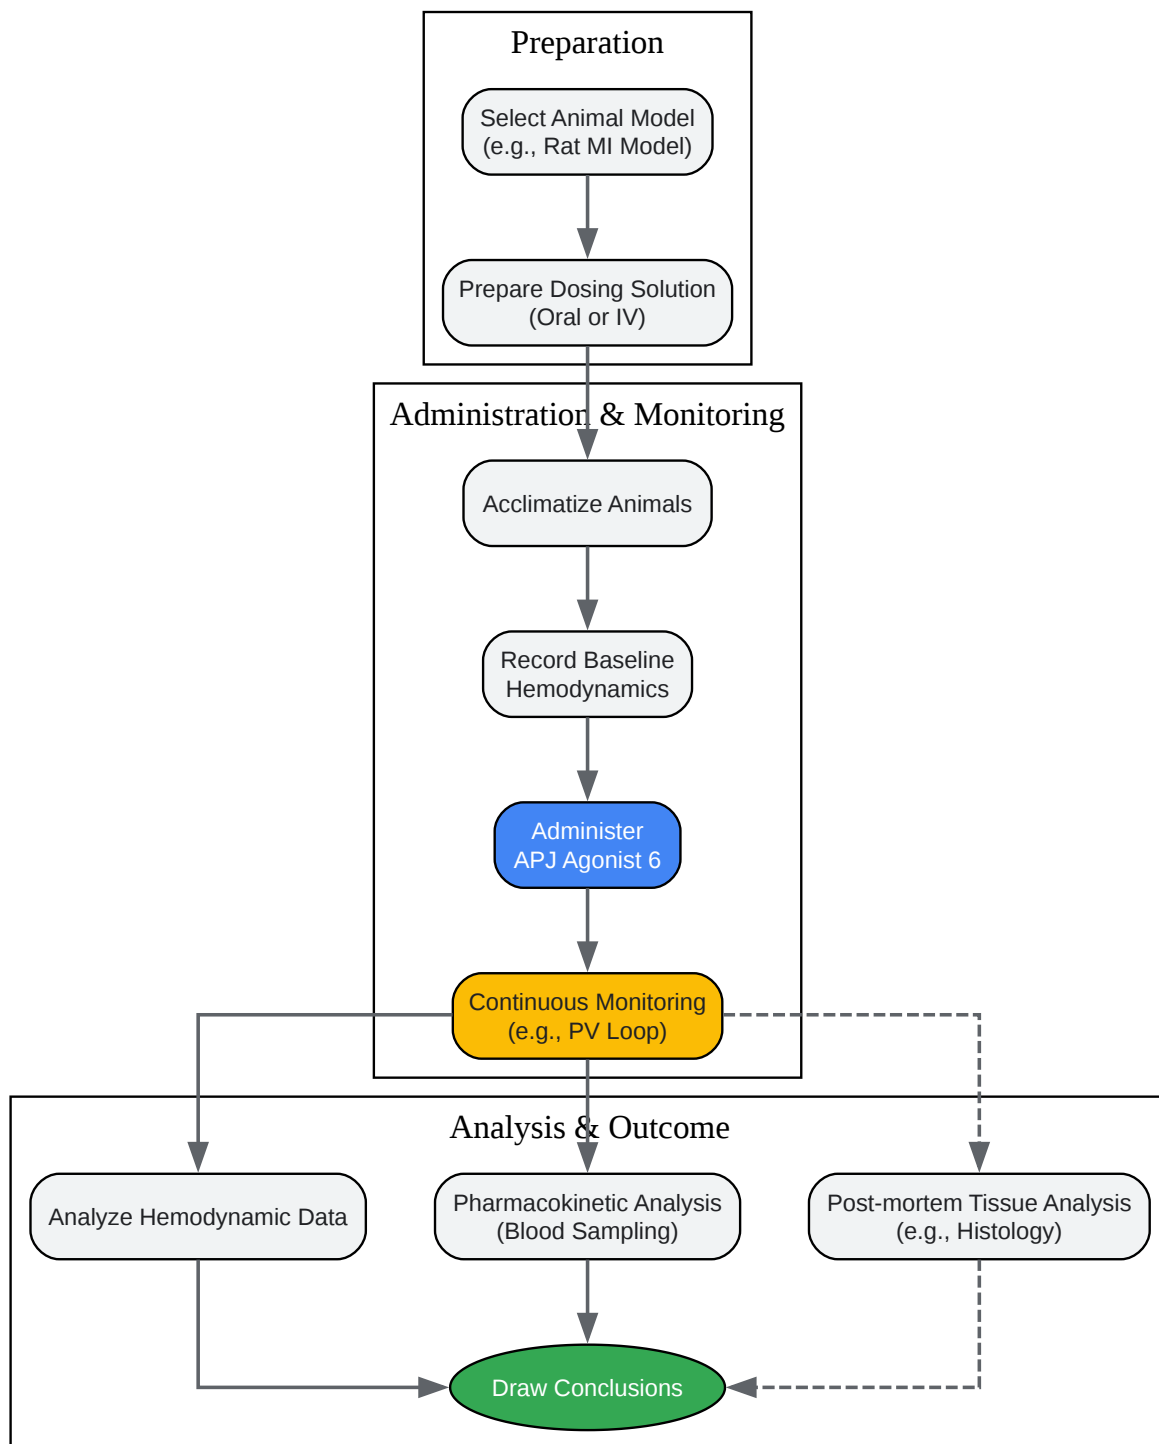 Preparation
Select Animal Model
(e.g., Rat MI Model)
Prepare Dosing Solution
(Oral or IV)
Administration & Monitoring
Acclimatize Animals
Record Baseline
Hemodynamics
Administer
APJ Agonist 6
Continuous Monitoring
(e.g., PV Loop)
Analysis & Outcome
Analyze Hemodynamic Data
Pharmacokinetic Analysis
(Blood Sampling)
Post-mortem Tissue Analysis
(e.g., Histology)
Draw Conclusions